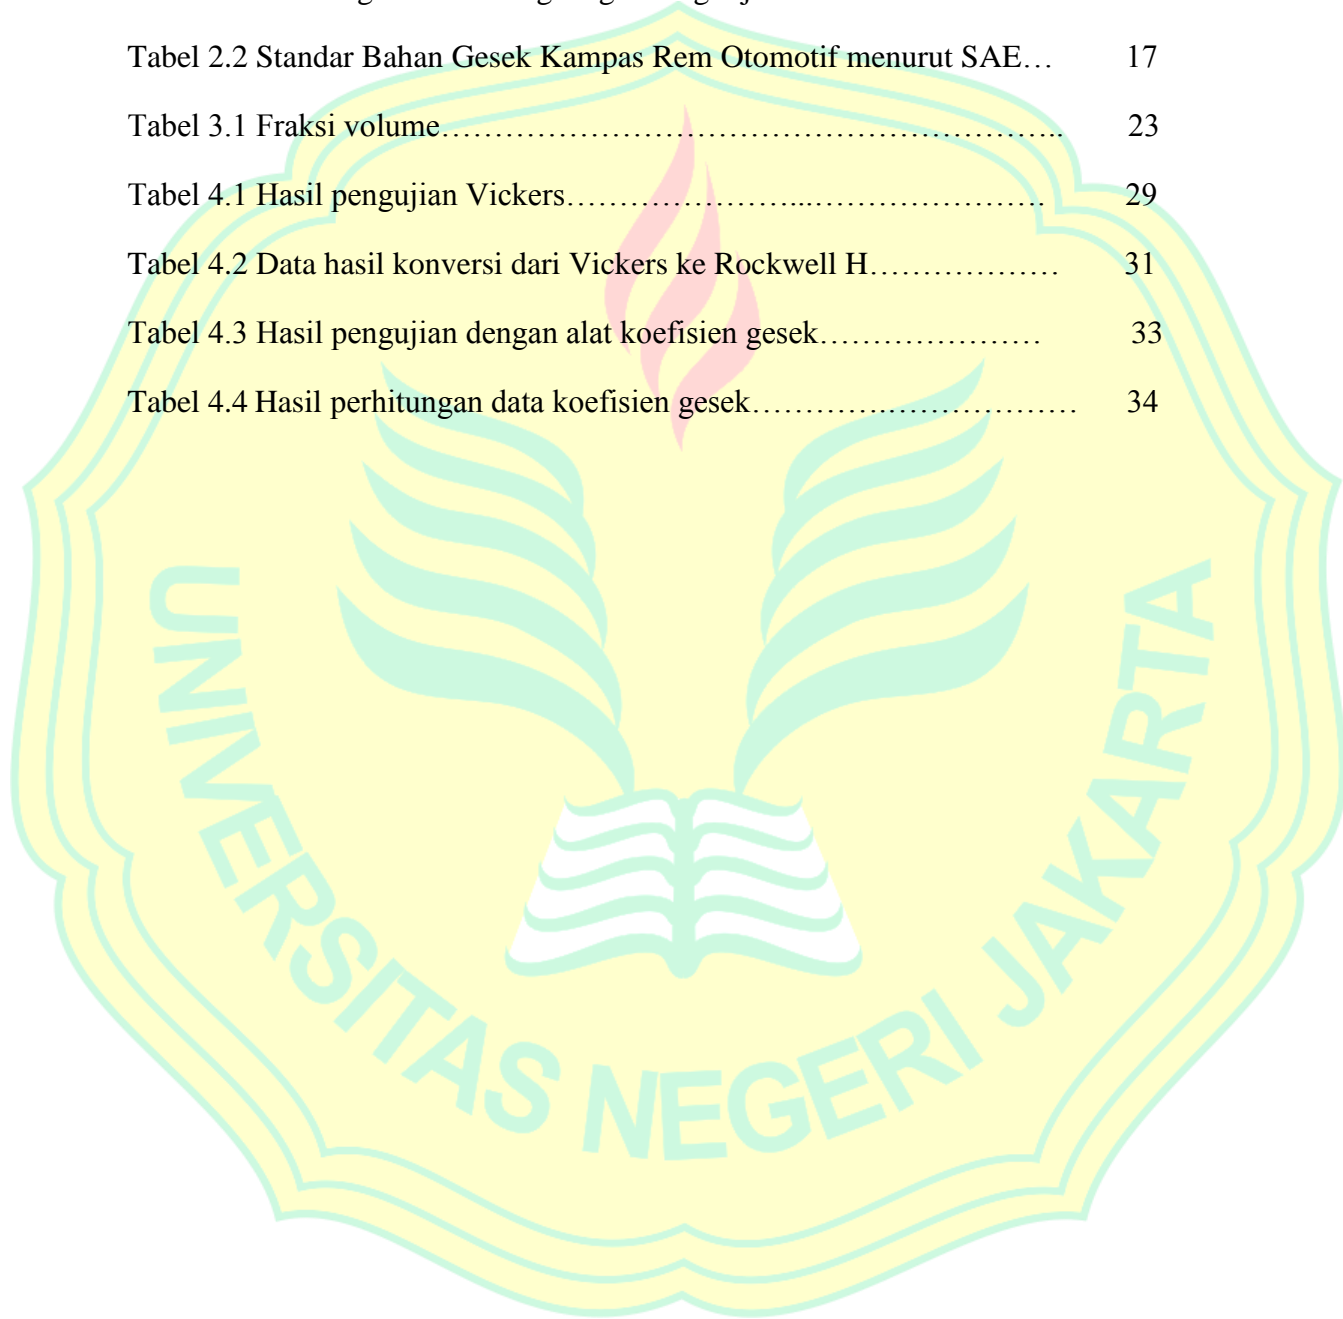 Tabel 2.2 Standar Bahan Gesek Kampas Rem Otomotif menurut SAE… 17
Tabel 3.1 Fraksi volume…………………………………………………….. 23
Tabel 4.1 Hasil pengujian Vickers…………………...…………………. 29
Tabel 4.2 Data hasil konversi dari Vickers ke Rockwell H……………… 31
Tabel 4.3 Hasil pengujian dengan alat koefisien gesek………………… 33
Tabel 4.4 Hasil perhitungan data koefisien gesek………….……………… 34
UNIVERSITAS NEGERI JAKARTA